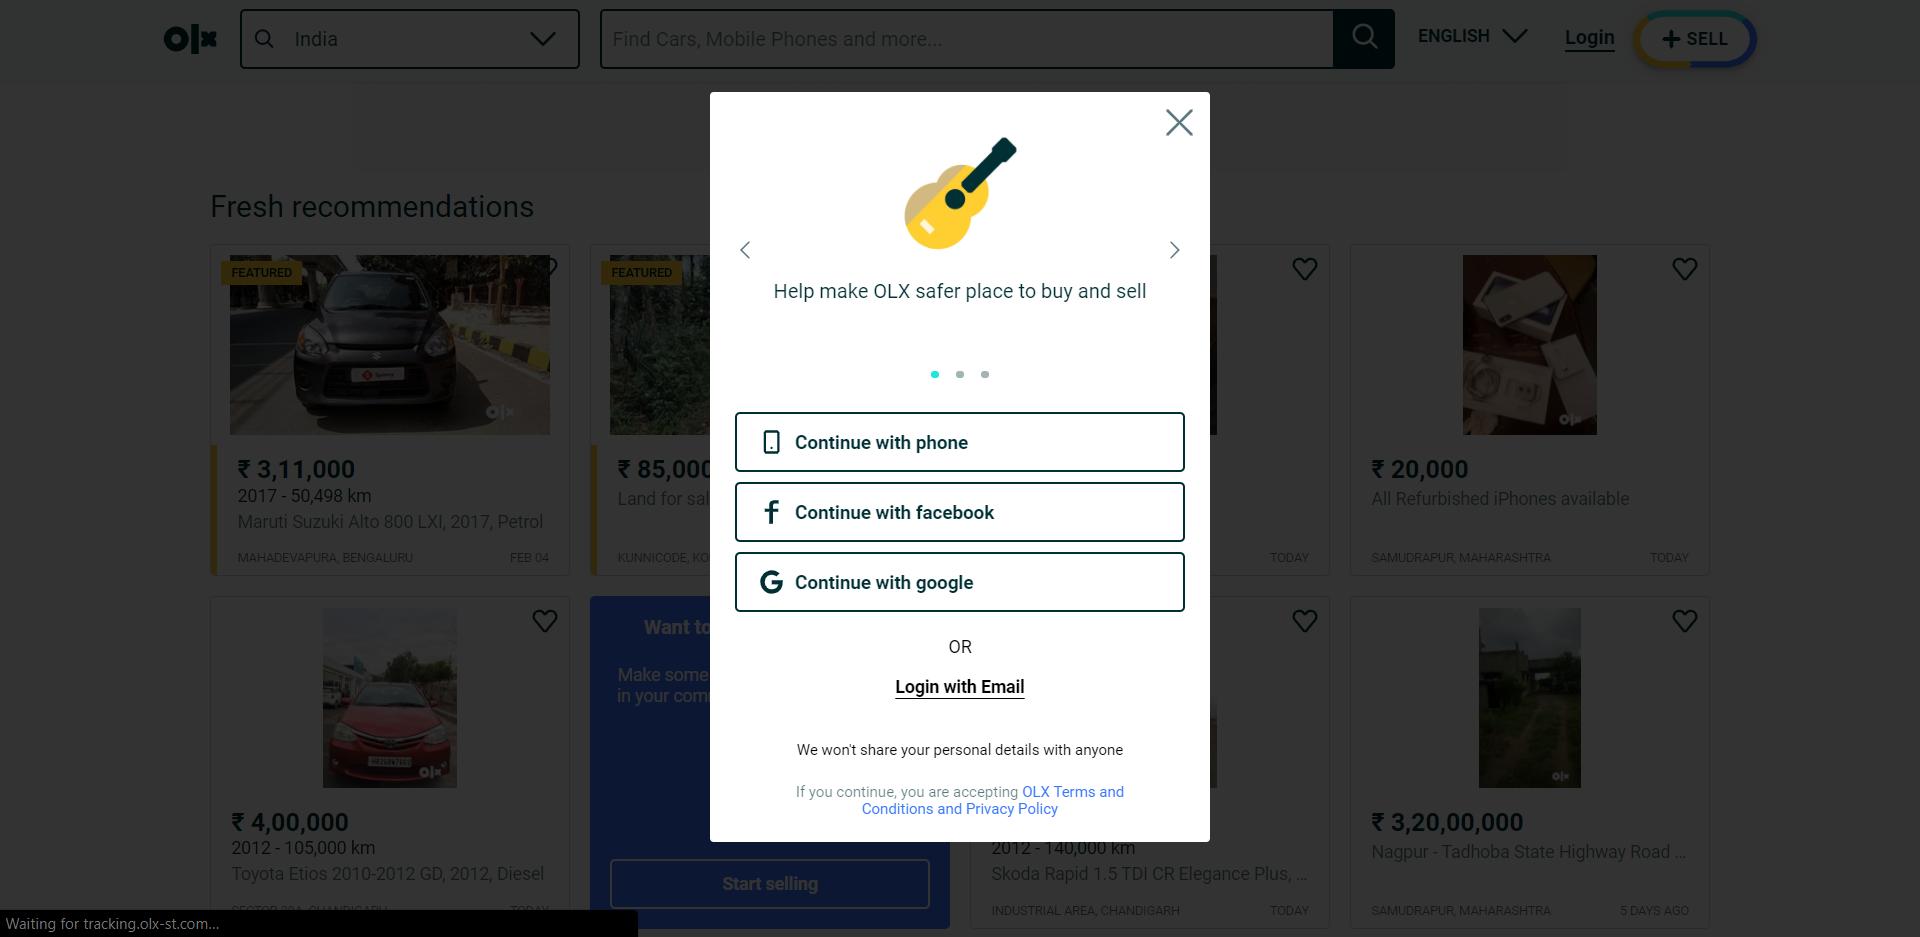 olx
India
Find Cars, Mobile Phones and more...
ENGLISH
Login
SELL
Fresh recommendations
FEATURED
olx
₹ 3,11,000
2017 - 50,498 km
Maruti Suzuki Alto 800 LXI, 2017, Petrol
MAHADEVAPURA, BENGALURU
FEB 04
FEATURED
₹ 85,000
Land for sal
KUNNICODE, KO
TODAY
olx
₹ 20,000
All Refurbished iPhones available
SAMUDRAPUR, MAHARASHTRA
TODAY
Help make OLX safer place to buy and sell
Continue with phone
Continue with facebook
Continue with google
OR
Login with Email
We won't share your personal details with anyone
If you continue, you are accepting OLX Terms and
Conditions and Privacy Policy
olx
₹ 4,00,000
2012 - 105,000 km
Toyota Etios 2010-2012 GD, 2012, Diesel
TODAY
Want to
Make some
in your com
Start selling
2012 - 140,000 km
Skoda Rapid 1.5 TDI CR Elegance Plus, ...
INDUSTRIAL AREA, CHANDIGARH
TODAY
olx
₹ 3,20,00,000
Nagpur - Tadhoba State Highway Road ...
SAMUDRAPUR, MAHARASHTRA
5 DAYS AGO
Waiting for tracking.olx-st.com...